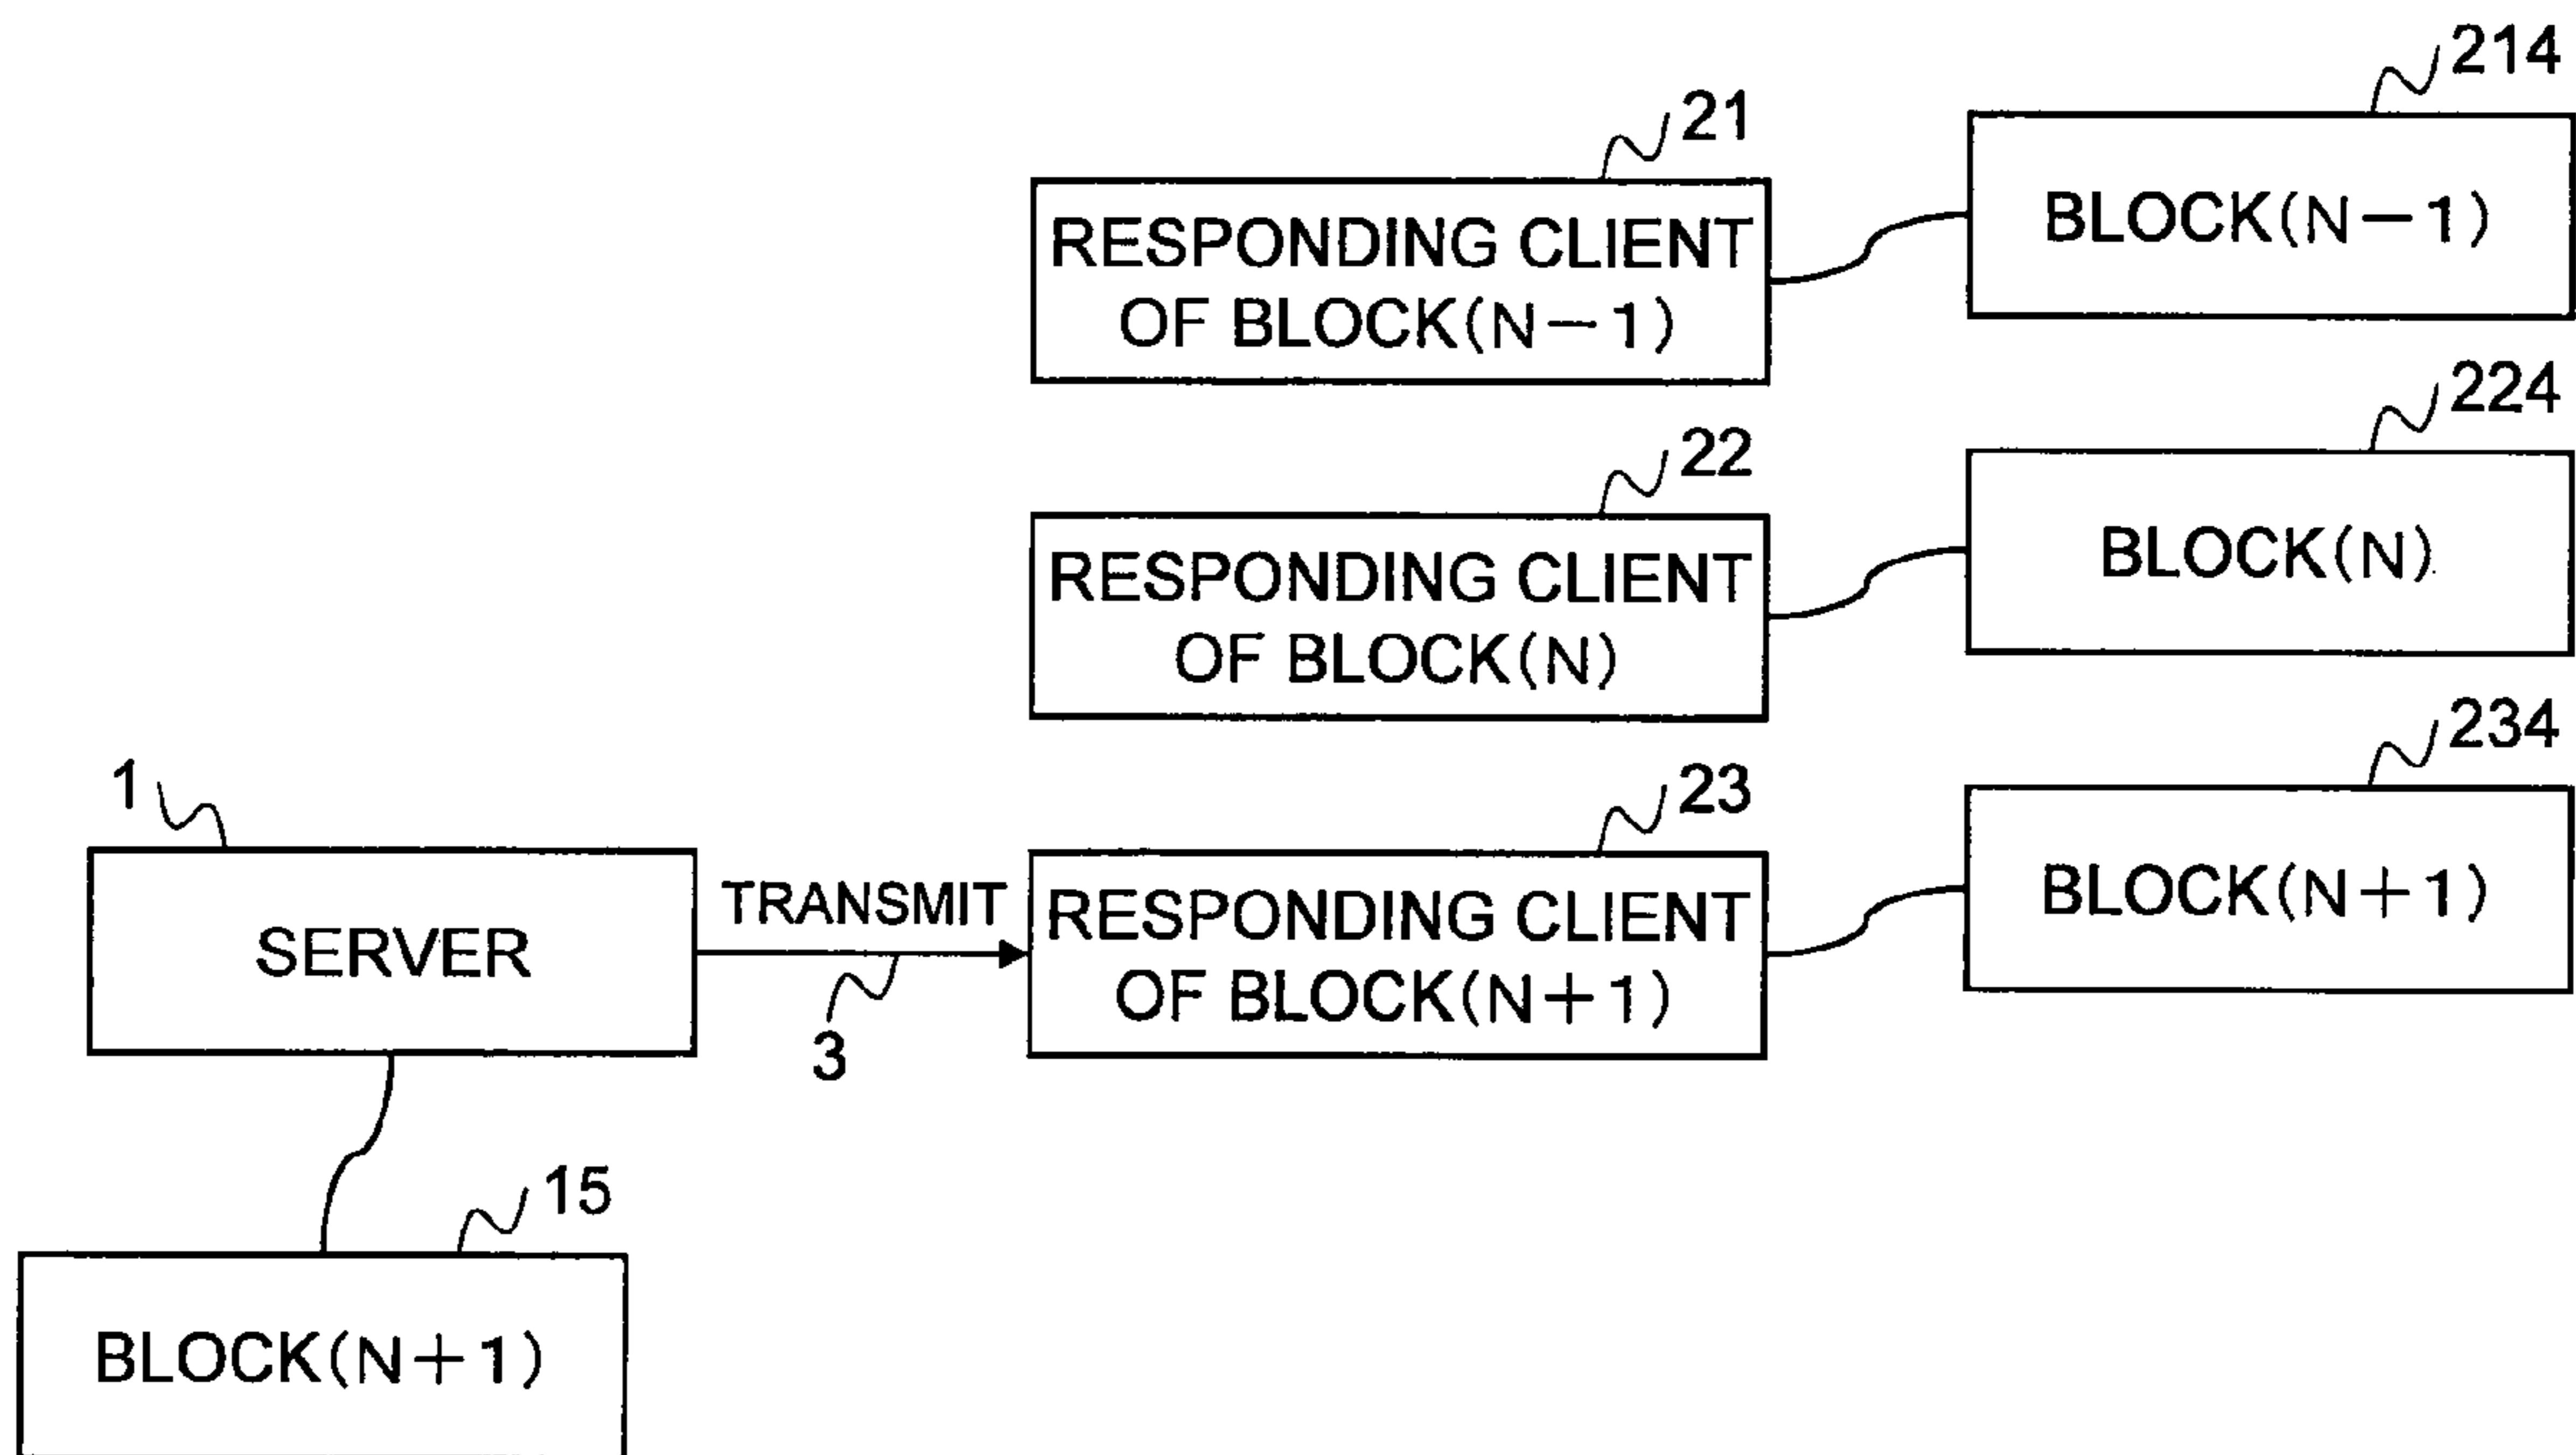 214
21
RESPONDING CLIENT
OF BLOCK(N-1)
BLOCK(N-1)
224
22
RESPONDING CLIENT
OF BLOCK(N)
BLOCK(N)
234
1
23
SERVER
TRANSMIT
3
RESPONDING CLIENT
OF BLOCK(N+1)
BLOCK(N+1)
15
BLOCK(N+1)